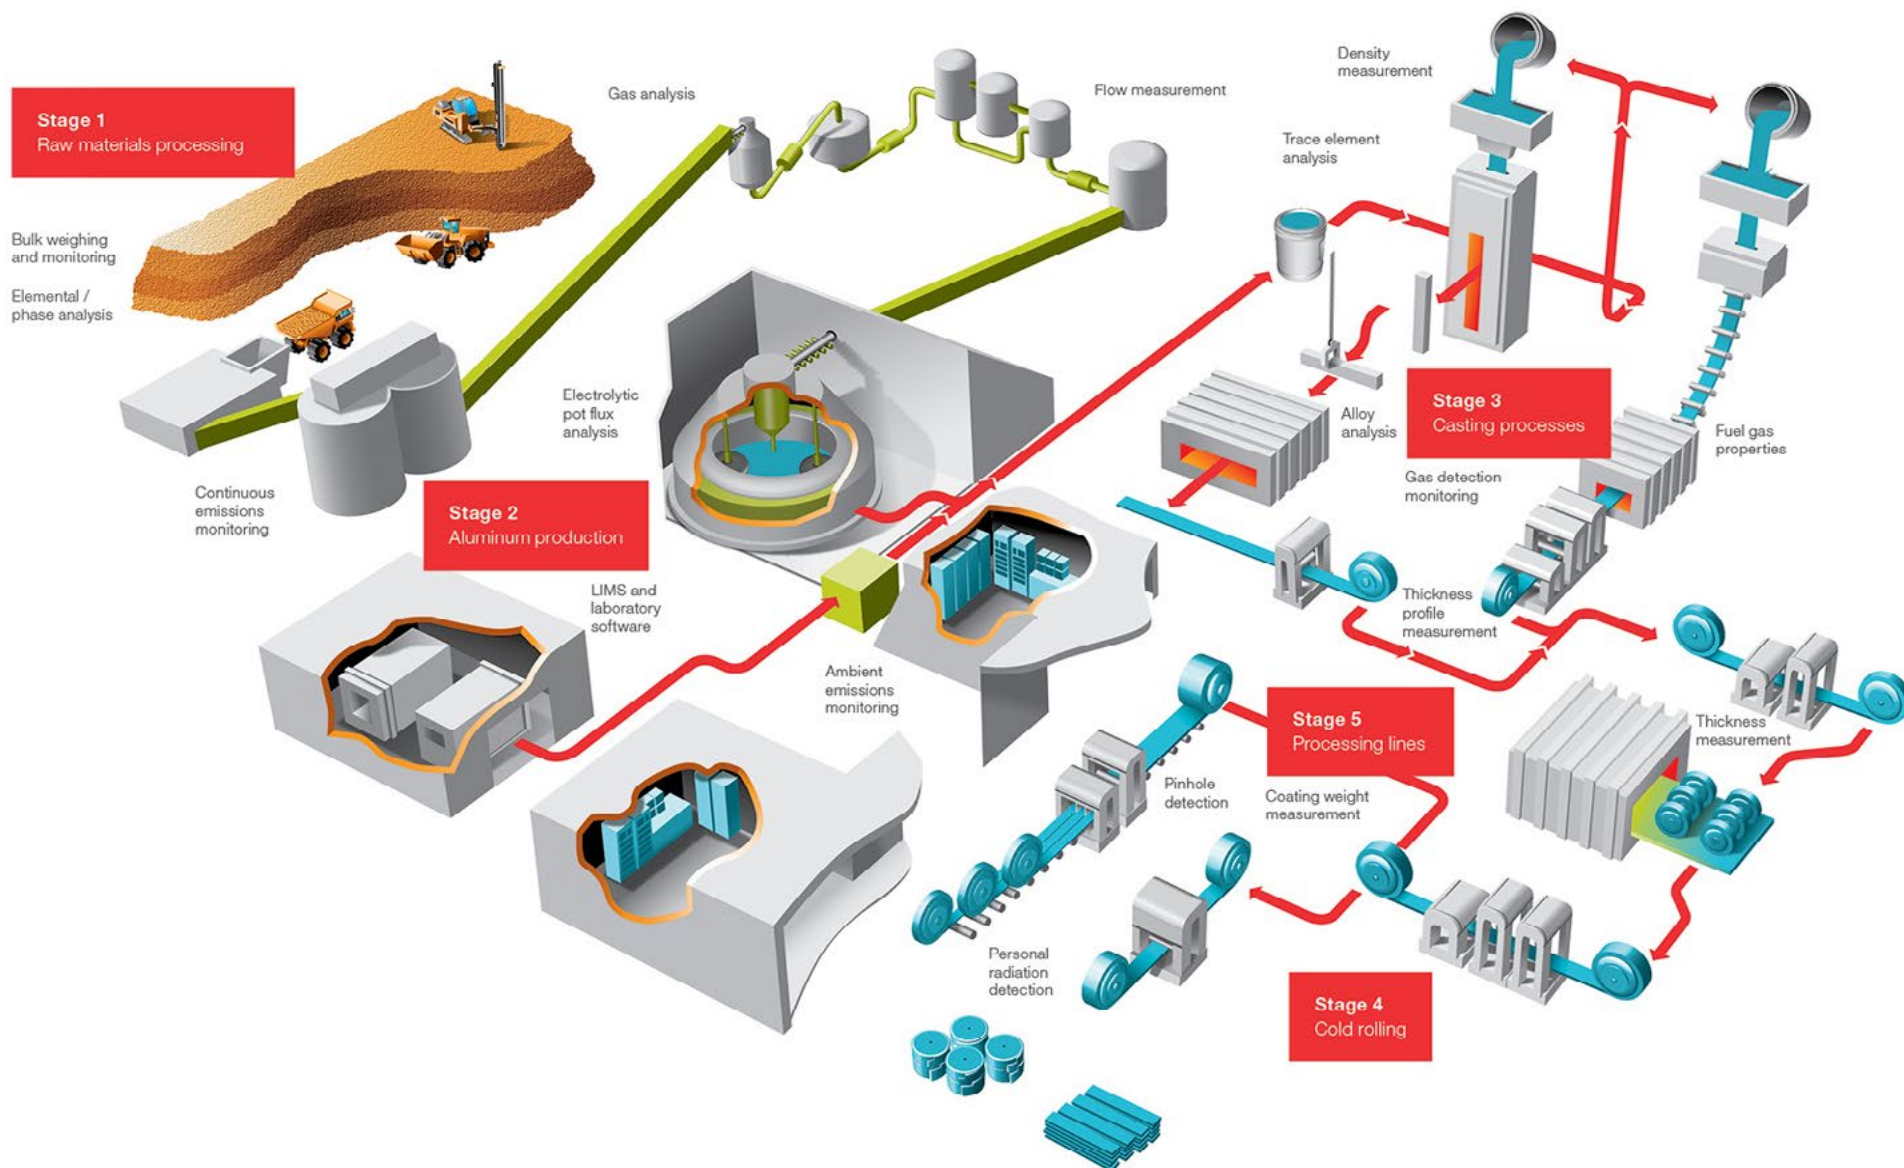 Stage 1
Raw materials processing
Bulk weighing
and monitoring
Elemental /
phase analysis
Gas analysis
Flow measurement
Density
measurement
Trace element
analysis
Electrolytic
pot flux
analysis
Continuous
emissions
monitoring
Stage 2
Aluminum production
LIMS and
laboratory
software
Ambient
emissions
monitoring
Alloy
analysis
Stage 3
Casting processes
Gas detection
monitoring
Fuel gas
properties
Thickness
profile
measurement
Thickness
measurement
Stage 5
Processing lines
Pinhole
detection
Coating weight
measurement
Personal
radiation
detection
Stage 4
Cold rolling